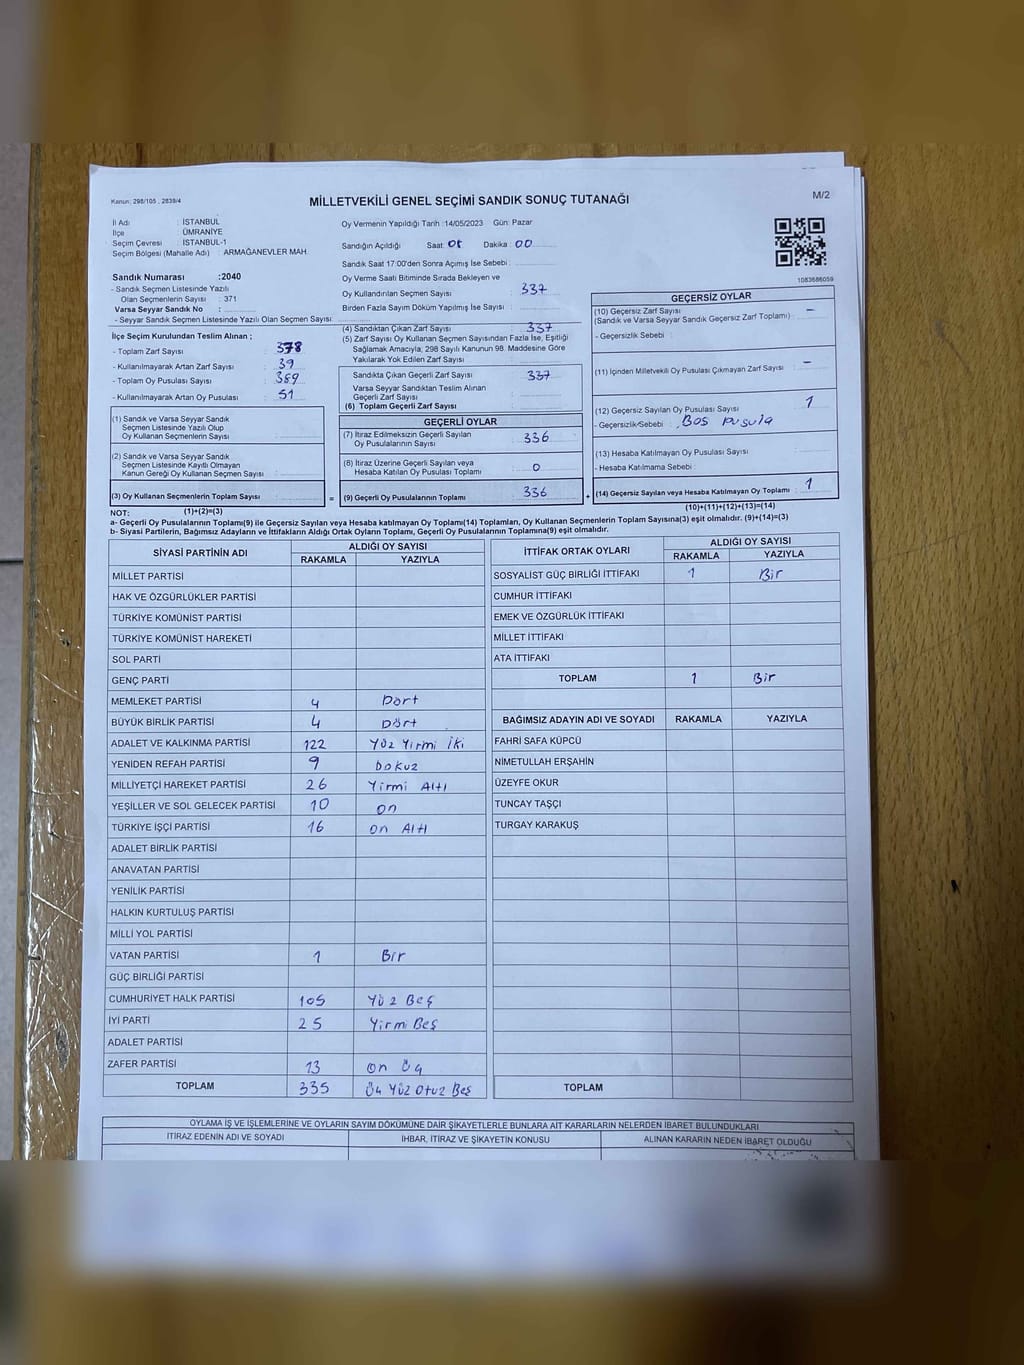 Kanun: 298/105 , 2839/4
MİLLETVEKİLİ GENEL SEÇİMİ SANDIK SONUÇ TUTANAĞI
M/2
İl Adı : İSTANBUL
İlçe : ÜMRANİYE
Seçim Çevresi : İSTANBUL-1
Seçim Bölgesi (Mahalle Adı) : ARMAĞANEVLER MAH.
Sandık Numarası :2040
- Sandık Seçmen Listesinde Yazılı
Olan Seçmenlerin Sayısı : 371
Varsa Seyyar Sandık No :
- Seyyar Sandık Seçmen Listesinde Yazılı Olan Seçmen Sayısı:
Oy Vermenin Yapıldığı Tarih :14/05/2023 Gün: Pazar
Sandığın Açıldığı Saat: Dakika: 00
Sandık Saat 17:00'den Sonra Açımış İse Sebebi :
Oy Verme Saati Bitiminde Sırada Bekleyen ve
Oy Kullandırılan Seçmen Sayısı : 337
Birden Fazla Sayım Döküm Yapılmış İse Sayısı :
1083686059
İlçe Seçim Kurulundan Teslim Alınan ;
- Toplam Zarf Sayısı : 378
- Kullanılmayarak Artan Zarf Sayısı : 39
- Toplam Oy Pusulası Sayısı : 389
- Kullanılmayarak Artan Oy Pusulası : 51
(1) Sandık ve Varsa Seyyar Sandık
Seçmen Listesinde Yazılı Olup
Oy Kullanan Seçmenlerin Sayısı :
(2) Sandık ve Varsa Seyyar Sandık
Seçmen Listesinde Kayıtlı Olmayan
Kanun Gereği Oy Kullanan Seçmen Sayısı :
(3) Oy Kullanan Seçmenlerin Toplam Sayısı :
(4) Sandıktan Çıkan Zarf Sayısı : 337
(5) Zarf Sayısı Oy Kullanan Seçmen Sayısından Fazla İse, Eşitliği
Sağlamak Amacıyla, 298 Sayılı Kanunun 98. Maddesine Göre
Yakılarak Yok Edilen Zarf Sayısı :
Sandıkta Çıkan Geçerli Zarf Sayısı : 337
Varsa Seyyar Sandıktan Teslim Alınan
Geçerli Zarf Sayısı :
(6) Toplam Geçerli Zarf Sayısı :
GEÇERLİ OYLAR
(7) İtiraz Edilmeksizin Geçerli Sayılan
Oy Pusulalarının Sayısı : 336
(8) İtiraz Üzerine Geçerli Sayılan veya
Hesaba Katılan Oy Pusulası Toplamı : 0
= (9) Geçerli Oy Pusulalarının Toplamı : 336
GEÇERSİZ OYLAR
(10) Geçersiz Zarf Sayısı : -
(Sandık ve Varsa Seyyar Sandık Geçersiz Zarf Toplamı)
- Geçersizlik Sebebi :
(11) İçinden Milletvekili Oy Pusulası Çıkmayan Zarf Sayısı : -
(12) Geçersiz Sayılan Oy Pusulası Sayısı : 1
- Geçersizlik Sebebi : Boş pusula
(13) Hesaba Katılmayan Oy Pusulası Sayısı :
- Hesaba Katılmama Sebebi :
+ (14) Geçersiz Sayılan veya Hesaba Katılmayan Oy Toplamı : 1
NOT: (1)+(2)=(3)
(10)+(11)+(12)+(13)=(14)
a- Geçerli Oy Pusulalarının Toplamı(9) ile Geçersiz Sayılan veya Hesaba katılmayan Oy Toplamı(14) Toplamları, Oy Kullanan Seçmenlerin Toplam Sayısına(3) eşit olmalıdır. (9)+(14)=(3)
b- Siyasi Partilerin, Bağımsız Adayların ve İttifakların Aldığı Ortak Oyların Toplamı, Geçerli Oy Pusulalarının Toplamına(9) eşit olmalıdır.
SİYASİ PARTİNİN ADI ALDIĞI OY SAYISI
RAKAMLA YAZIYLA
MİLLET PARTİSİ
HAK VE ÖZGÜRLÜKLER PARTİSİ
TÜRKİYE KOMÜNİST PARTİSİ
TÜRKİYE KOMÜNİST HAREKETİ
SOL PARTİ
GENÇ PARTİ
MEMLEKET PARTİSİ 4 Dört
BÜYÜK BİRLİK PARTİSİ 4 Dört
ADALET VE KALKINMA PARTİSİ 122 Yüz Yirmi İki
YENİDEN REFAH PARTİSİ 9 Dokuz
MİLLİYETÇİ HAREKET PARTİSİ 26 Yirmi Altı
YEŞİLLER VE SOL GELECEK PARTİSİ 10 On
TÜRKİYE İŞÇİ PARTİSİ 16 On Altı
ADALET BİRLİK PARTİSİ
ANAVATAN PARTİSİ
YENİLİK PARTİSİ
HALKIN KURTULUŞ PARTİSİ
MİLLİ YOL PARTİSİ
VATAN PARTİSİ 1 Bir
GÜÇ BİRLİĞİ PARTİSİ
CUMHURİYET HALK PARTİSİ 105 Yüz Beş
İYİ PARTİ 25 Yirmi Beş
ADALET PARTİSİ
ZAFER PARTİSİ 13 On Üç
TOPLAM 335 Üç Yüz Otuz Beş
İTTİFAK ORTAK OYLARI ALDIĞI OY SAYISI
RAKAMLA YAZIYLA
SOSYALİST GÜÇ BİRLİĞİ İTTİFAKI 1 Bir
CUMHUR İTTİFAKI
EMEK VE ÖZGÜRLÜK İTTİFAKI
MİLLET İTTİFAKI
ATA İTTİFAKI
TOPLAM 1 Bir
BAĞIMSIZ ADAYIN ADI VE SOYADI RAKAMLA YAZIYLA
FAHRİ SAFA KÜPCÜ
NİMETULLAH ERŞAHİN
ÜZEYFE OKUR
TUNCAY TAŞÇI
TURGAY KARAKUŞ
TOPLAM
OYLAMA İŞ VE İŞLEMLERİNE VE OYLARIN SAYIM DÖKÜMÜNE DAİR ŞİKAYETLERLE BUNLARA AİT KARARLARIN NELERDEN İBARET BULUNDUKLARI
İTİRAZ EDENİN ADI VE SOYADI İHBAR, İTİRAZ VE ŞİKAYETİN KONUSU ALINAN KARARIN NEDEN İBARET OLDUĞU